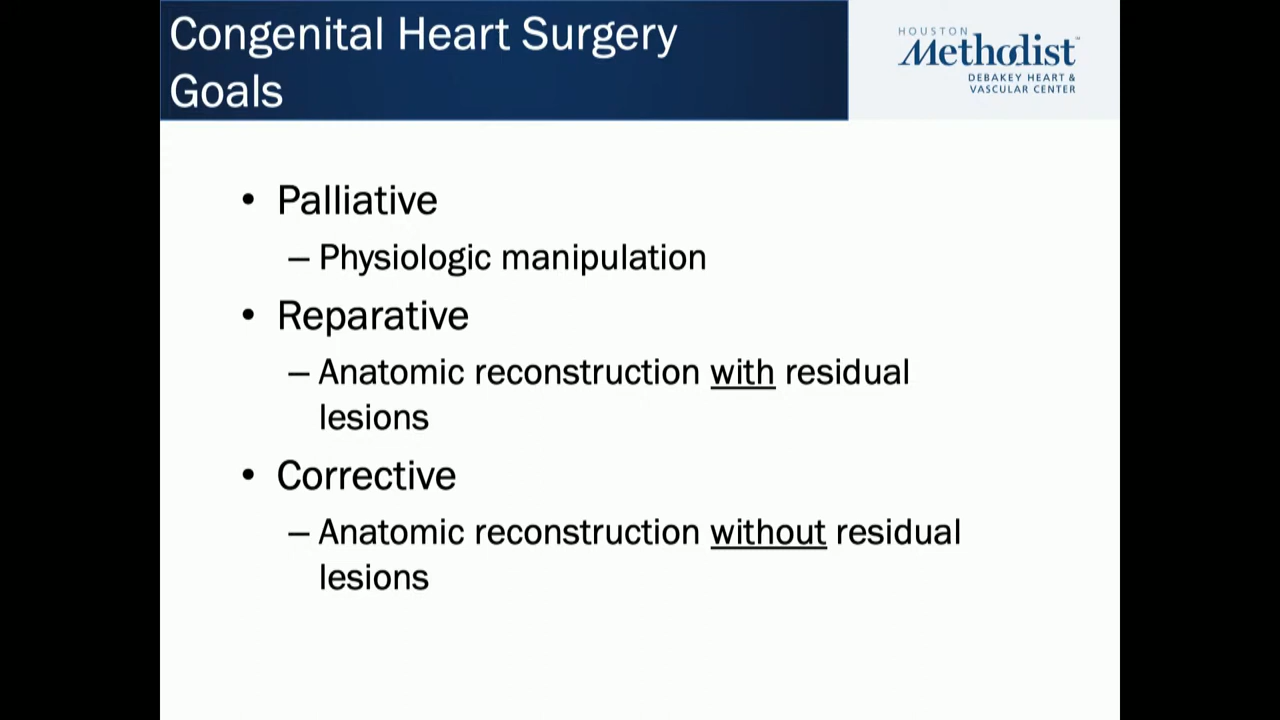 Congenital Heart Surgery
Goals
HOUSTON
Methodist
DEBAKEY HEART &
VASCULAR CENTER
• Palliative
– Physiologic manipulation
• Reparative
– Anatomic reconstruction with residual
lesions
• Corrective
– Anatomic reconstruction without residual
lesions